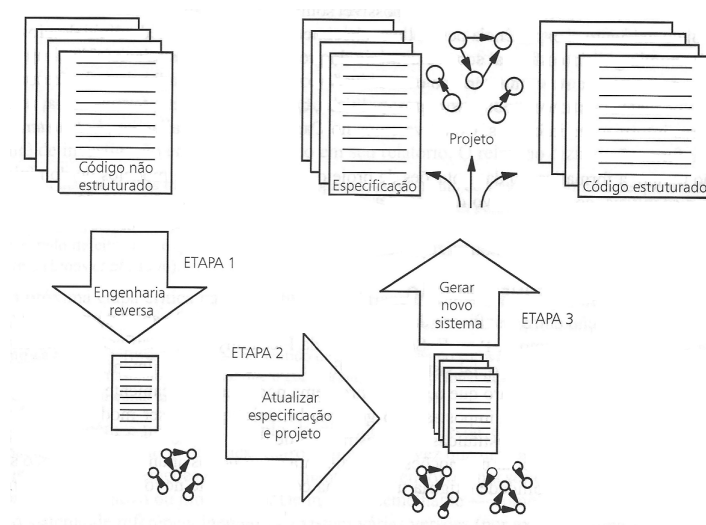 Código não
estruturado
Especificação
Projeto
Código estruturado
ETAPA 1
Engenharia
reversa
ETAPA 2
Atualizar
especificação
e projeto
Gerar
novo
sistema
ETAPA 3